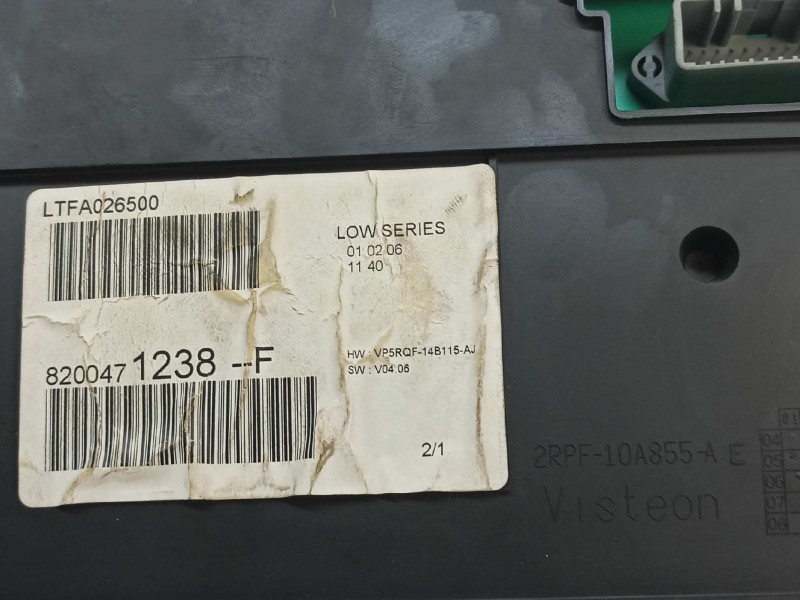 LTFA026500
LOW SERIES
01 02 06
11 40
8200471238 --F
HW : VP5RQF-14B115-AJ
SW : V04.06
2/1
2RPF-10A855-A E
Visteon